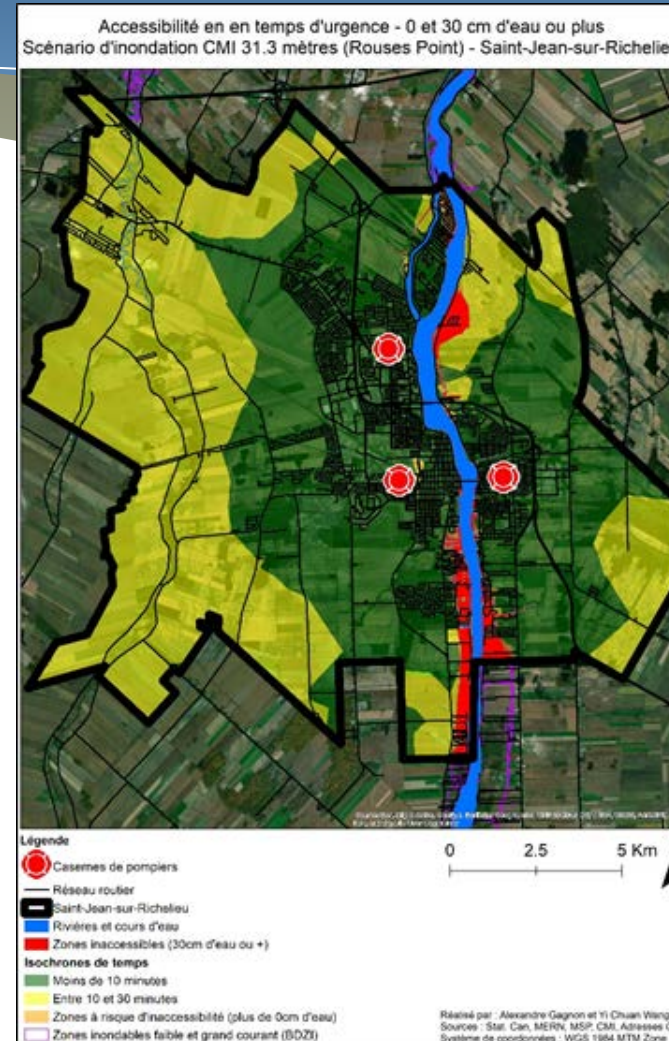 Accessibilité en en temps d'urgence - 0 et 30 cm d'eau ou plus
Scénario d'inondation CMI 31.3 mètres (Rouses Point) - Saint-Jean-sur-Richelie
Légende
Casernes de pompiers
Réseau routier
Saint-Jean-sur-Richelieu
Rivières et cours d'eau
Zones inaccessibles (30cm d'eau ou +)
Isochrones de temps
Moins de 10 minutes
Entre 10 et 30 minutes
Zones à risque d'inaccessibilité (plus de 0cm d'eau)
Zones inondables faible et grand courant (BDZI)
0 2.5 5 Km
Réalisé par : Alexandre Gagnon et Yi Chuan Wang
Sources : Stat. Can, MERN, MSP, CMI, Adresses
Système de coordonnées : WGS 1984 MTM Zone